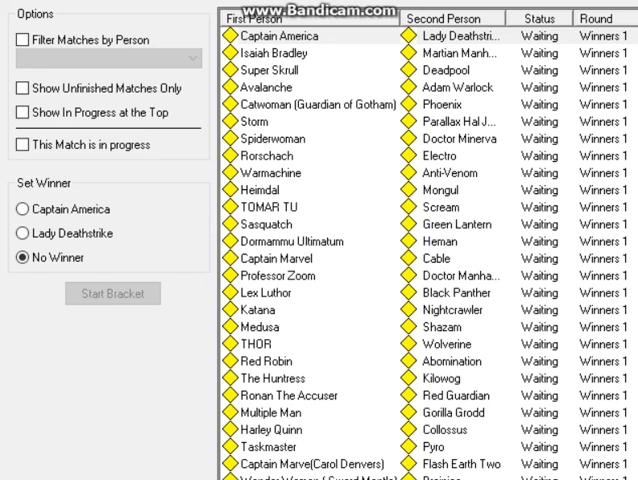 Options
www.Bandicam.com
Filter Matches by Person
Show Unfinished Matches Only
Show In Progress at the Top
This Match is in progress
Set Winner
Captain America
Lady Deathstrike
No Winner
Start Bracket
First Person Second Person Status Round
Captain America Lady Deathstri... Waiting Winners 1
Isaiah Bradley Martian Manh... Waiting Winners 1
Super Skrull Deadpool Waiting Winners 1
Avalanche Adam Warlock Waiting Winners 1
Catwoman (Guardian of Gotham) Phoenix Waiting Winners 1
Storm Parallax Hal J... Waiting Winners 1
Spiderwoman Doctor Minerva Waiting Winners 1
Rorschach Electro Waiting Winners 1
Warmachine Anti-Venom Waiting Winners 1
Heimdal Mongul Waiting Winners 1
TOMAR TU Scream Waiting Winners 1
Sasquatch Green Lantern Waiting Winners 1
Dormammu Ultimatum Heman Waiting Winners 1
Captain Marvel Cable Waiting Winners 1
Professor Zoom Doctor Manha... Waiting Winners 1
Lex Luthor Black Panther Waiting Winners 1
Katana Nightcrawler Waiting Winners 1
Medusa Shazam Waiting Winners 1
THOR Wolverine Waiting Winners 1
Red Robin Abomination Waiting Winners 1
The Huntress Kilowog Waiting Winners 1
Ronan The Accuser Red Guardian Waiting Winners 1
Multiple Man Gorilla Grodd Waiting Winners 1
Harley Quinn Collossus Waiting Winners 1
Taskmaster Pyro Waiting Winners 1
Captain Marve(Carol Denvers) Flash Earth Two Waiting Winners 1